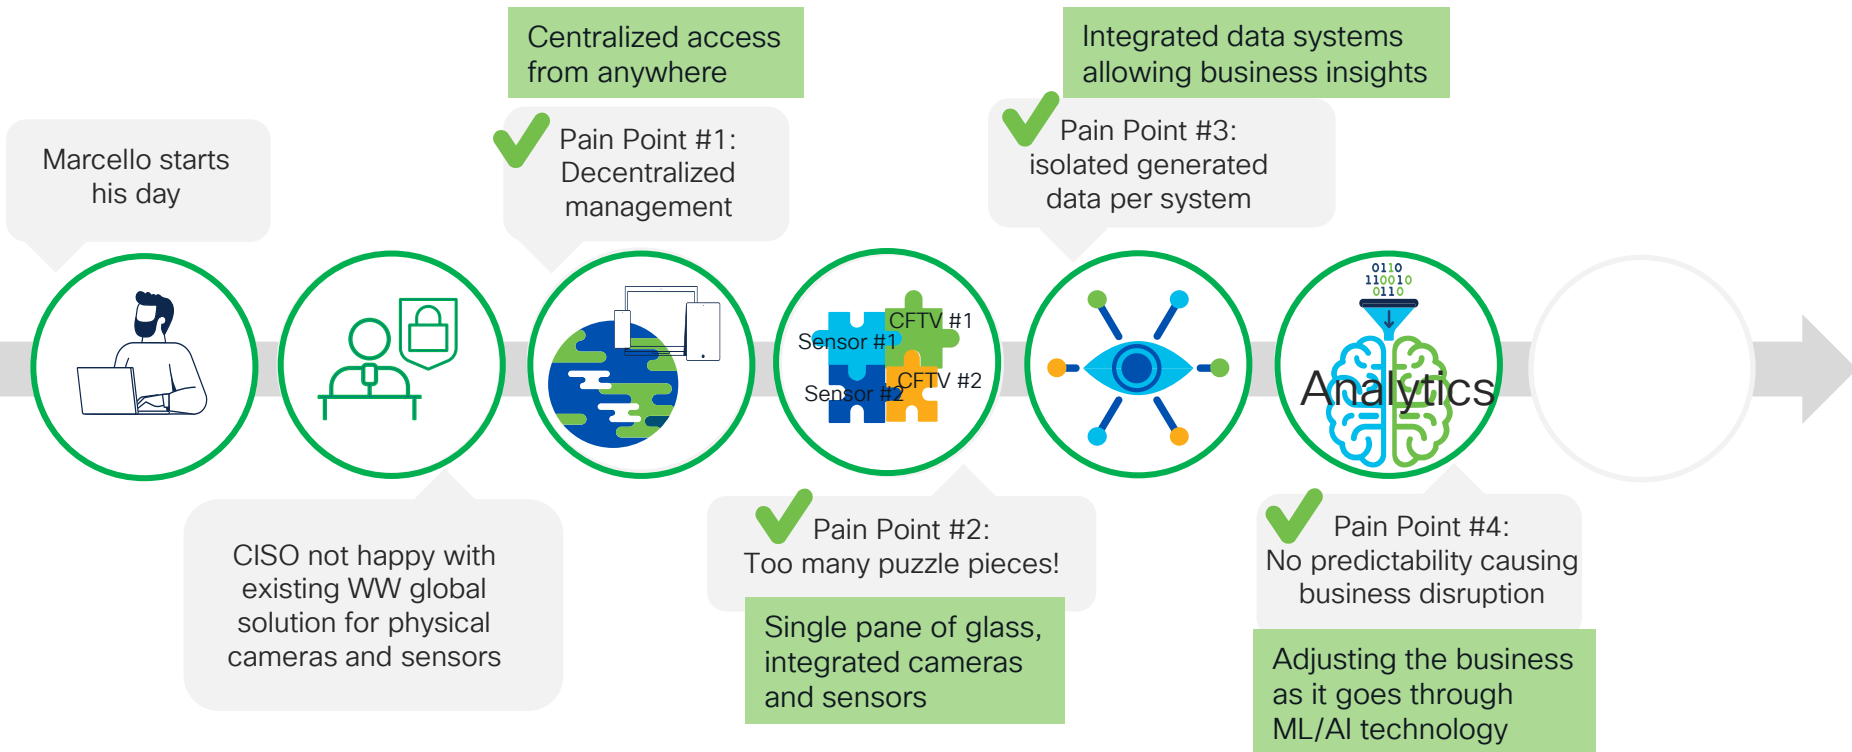 Centralized access
from anywhere
Integrated data systems
allowing business insights
Marcello starts
his day
Pain Point #1:
Decentralized
management
Pain Point #3:
isolated generated
data per system
Sensor #1
CFTV #1
Sensor #2
CFTV #2
0110
110010
0110
Analytics
CISO not happy with
existing WW global
solution for physical
cameras and sensors
Pain Point #2:
Too many puzzle pieces!
Single pane of glass,
integrated cameras
and sensors
Pain Point #4:
No predictability causing
business disruption
Adjusting the business
as it goes through
ML/AI technology